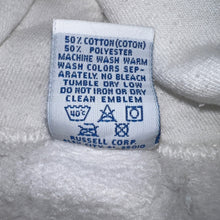 50% COTTON(COTON)
50% POLYESTER
MACHINE WASH WARM
WASH COLORS SEP-
ARATELY. NO BLEACH
TUMBLE DRY LOW
DO NOT IRON OR DRY
CLEAN EMBLEM
40°C
RUSSELL CORP.